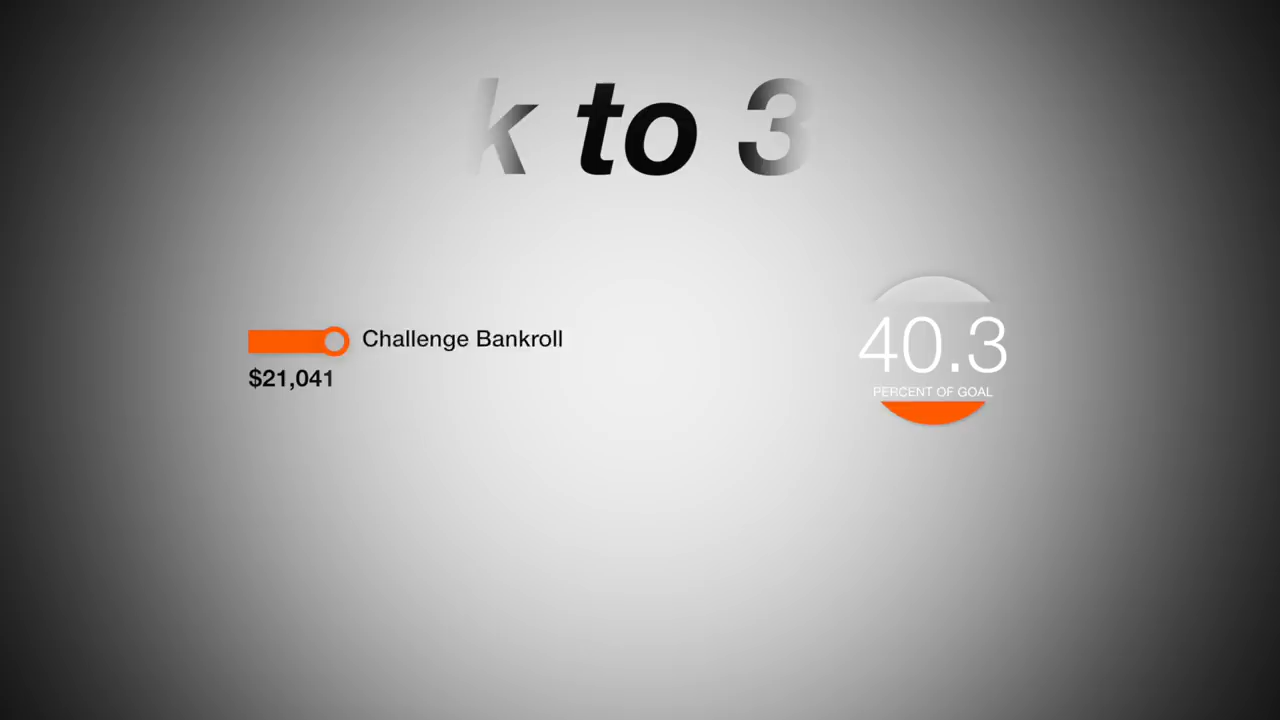 k to 3
Challenge Bankroll
$21,041
40.3
PERCENT OF GOAL